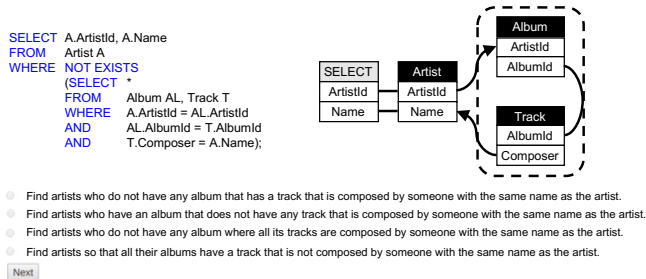 SELECT A.ArtistId, A.Name
FROM Artist A
WHERE NOT EXISTS
(SELECT *
FROM Album AL, Track T
WHERE A.ArtistId = AL.ArtistId
AND AL.AlbumId = T.AlbumId
AND T.Composer = A.Name);
SELECT
ArtistId
Name
Artist
ArtistId
Name
Album
ArtistId
AlbumId
Track
AlbumId
Composer
Find artists who do not have any album that has a track that is composed by someone with the same name as the artist.
Find artists who have an album that does not have any track that is composed by someone with the same name as the artist.
Find artists who do not have any album where all its tracks are composed by someone with the same name as the artist.
Find artists so that all their albums have a track that is not composed by someone with the same name as the artist.
Next